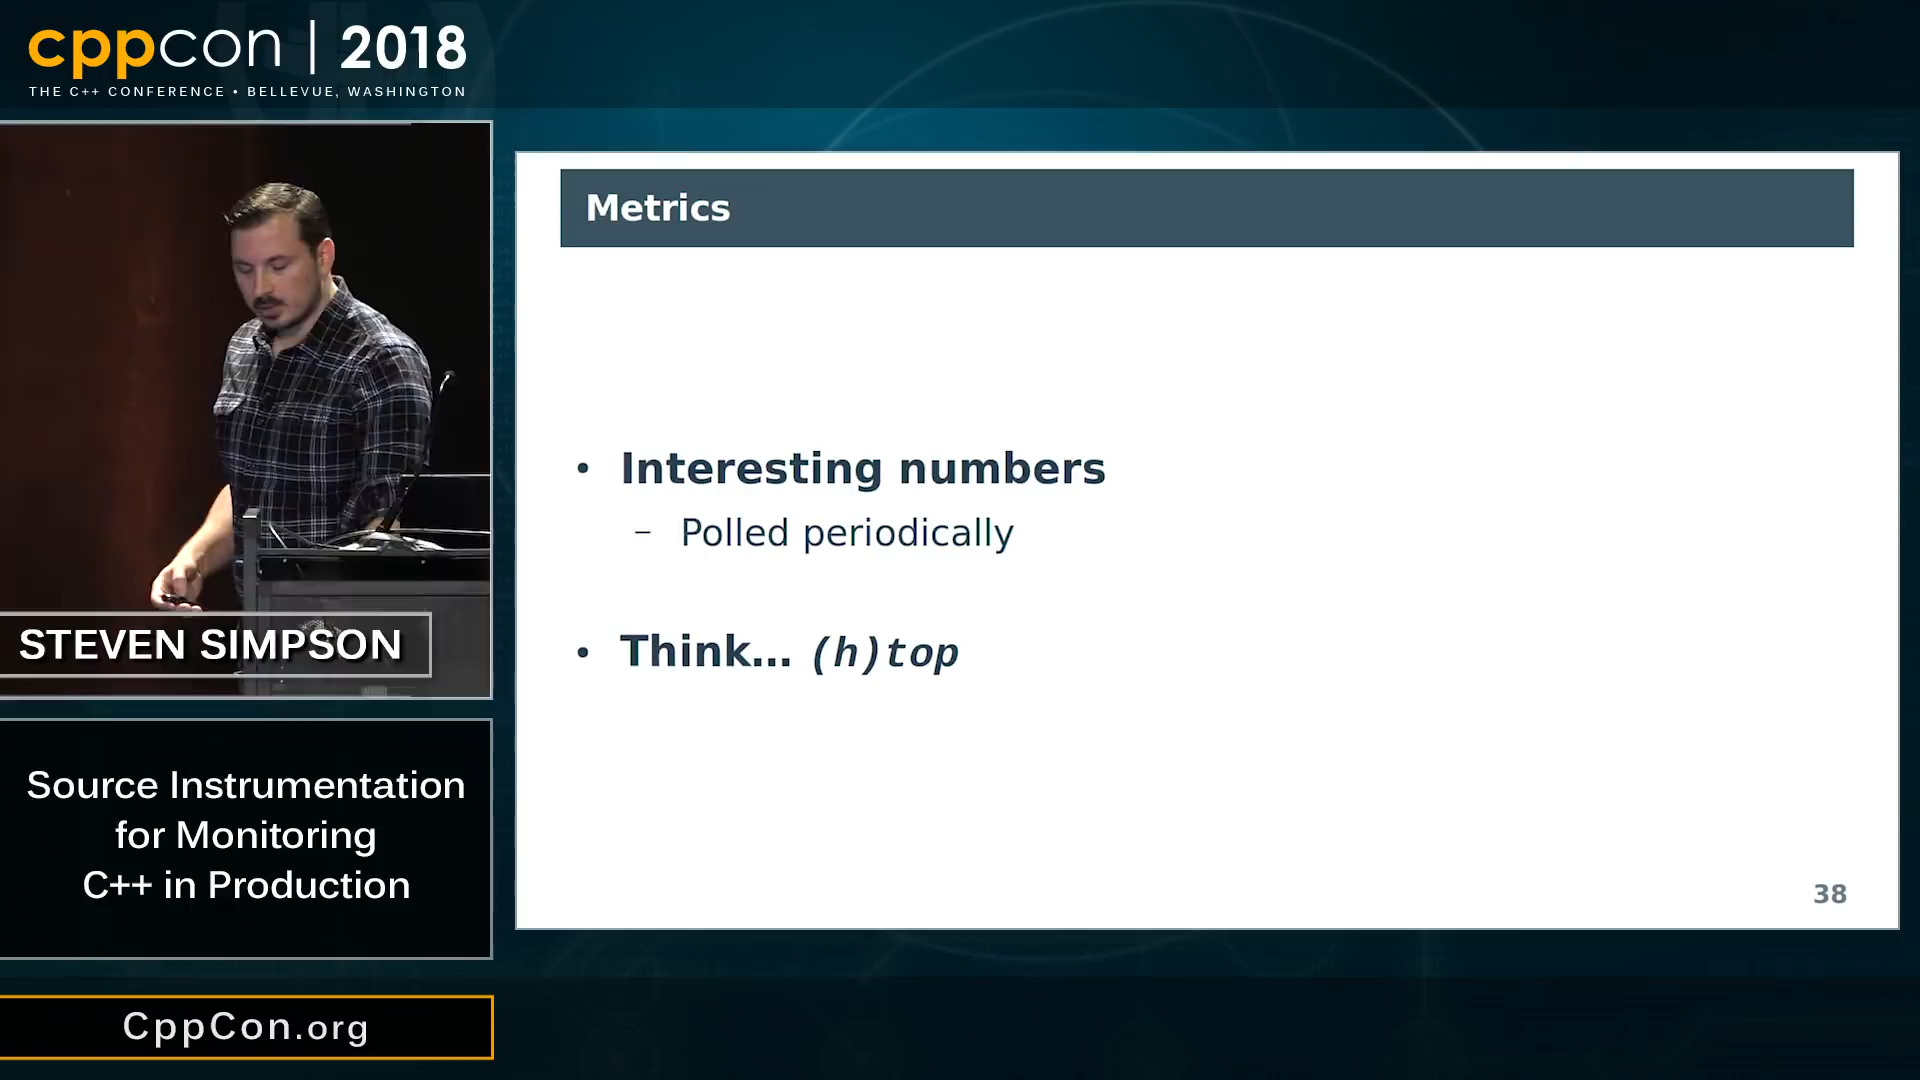 cppcon | 2018
THE C++ CONFERENCE • BELLEVUE, WASHINGTON
STEVEN SIMPSON
Source Instrumentation
for Monitoring
C++ in Production
CppCon.org
Metrics
• Interesting numbers
– Polled periodically
• Think... (h)top
38